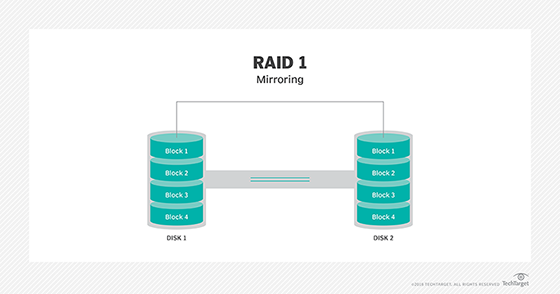 RAID 1
Mirroring
Block 1
Block 2
Block 3
Block 4
DISK 1
Block 1
Block 2
Block 3
Block 4
DISK 2
©2018 TECHTARGET, ALL RIGHTS RESERVED
TechTarget